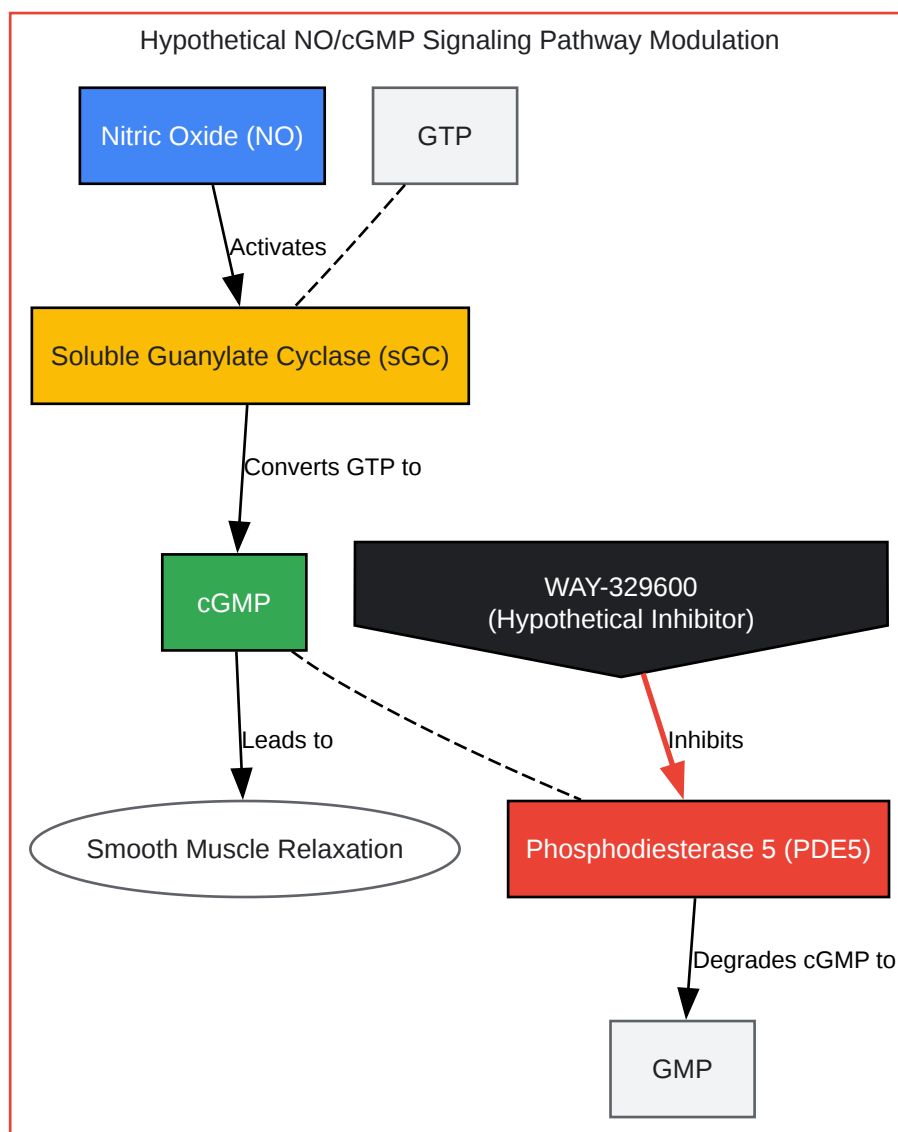 Hypothetical NO/cGMP Signaling Pathway Modulation
Nitric Oxide (NO)
GTP
Activates
Soluble Guanylate Cyclase (sGC)
Converts GTP to
cGMP
WAY-329600
(Hypothetical Inhibitor)
Leads to
Inhibits
Smooth Muscle Relaxation
Phosphodiesterase 5 (PDE5)
Degrades cGMP to
GMP